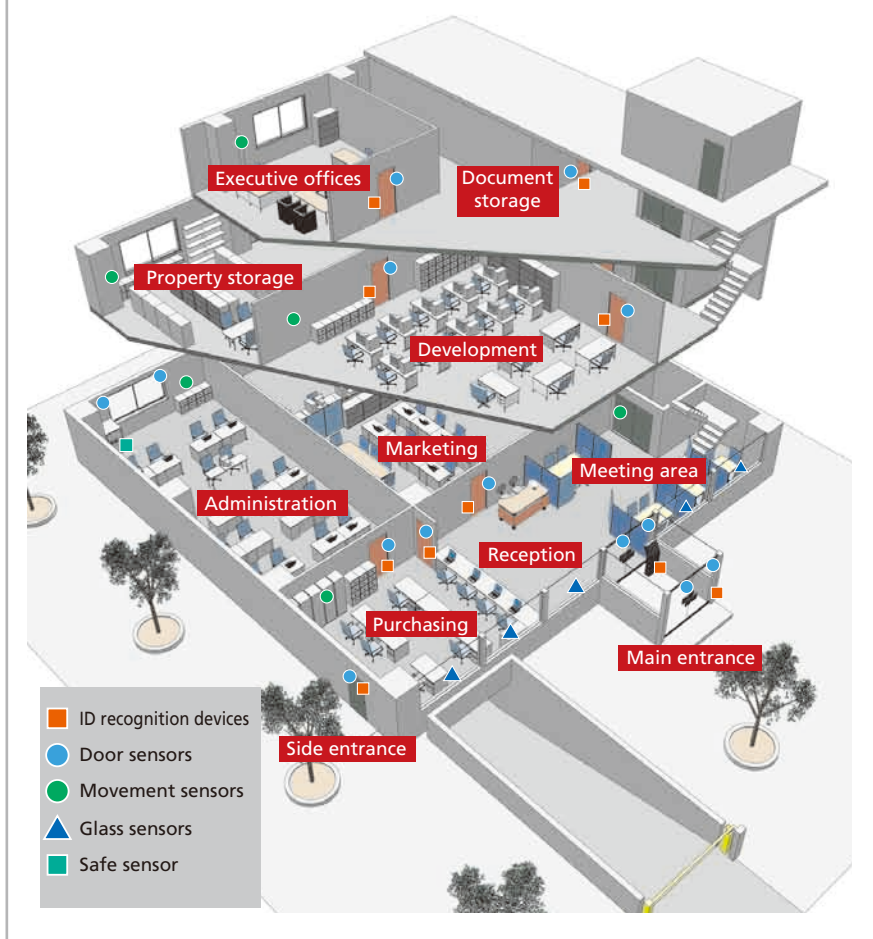 Executive offices
Document
storage
Property storage
Development
Marketing
Meeting area
Administration
Reception
Purchasing
Main entrance
Side entrance
ID recognition devices
Door sensors
Movement sensors
Glass sensors
Safe sensor